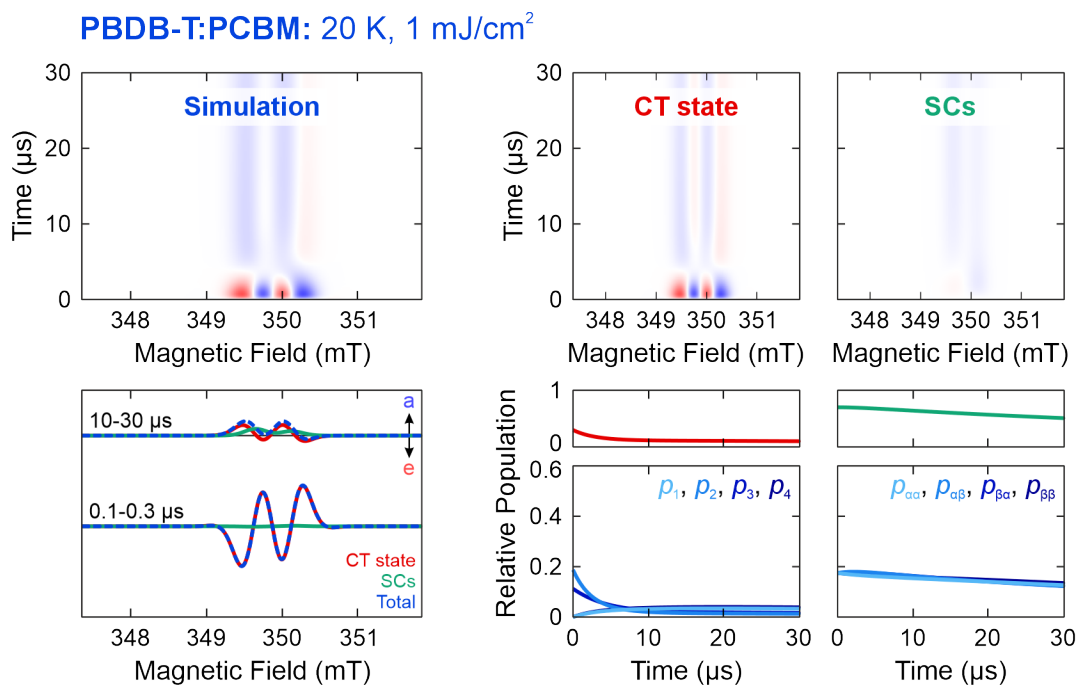 PBDB-T:PCBM: 20 K, 1 mJ/cm²
30
20
10
0
Time (µs)
Simulation
348 349 350 351
Magnetic Field (mT)
30
20
10
0
Time (µs)
CT state
348 349 350 351
Magnetic Field (mT)
SCs
348 349 350 351
Magnetic Field (mT)
10-30 µs
a
e
0.1-0.3 µs
CT state
SCs
Total
348 349 350 351
Magnetic Field (mT)
Relative Population
1
0
0.6
0.4
0.2
0
p₁, p₂, p₃, p₄
0 10 20 30
Time (µs)
pαα, pαβ, pβα, pββ
0 10 20 30
Time (µs)